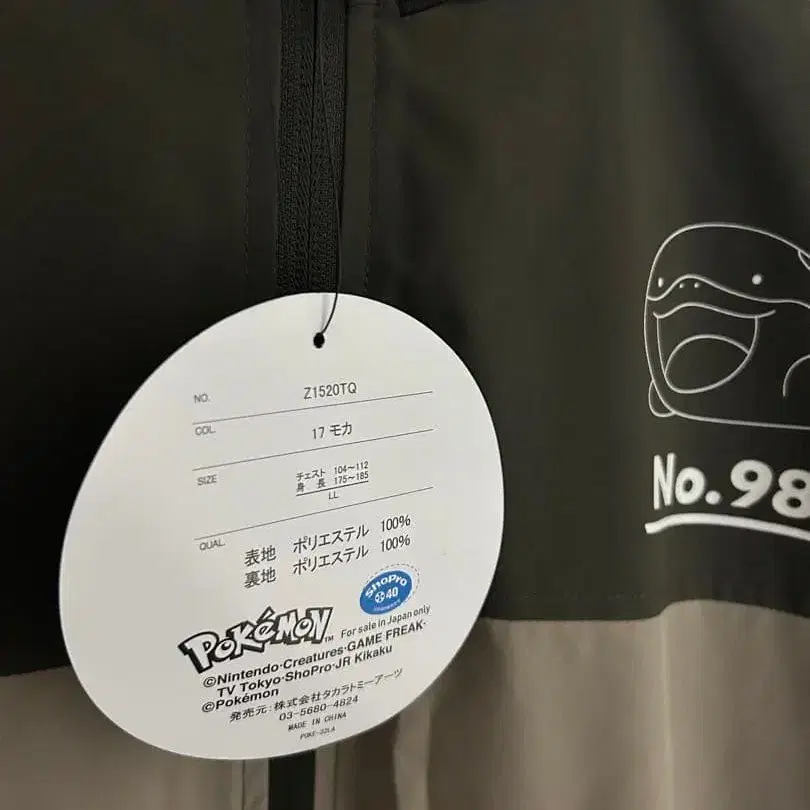 NO. Z1520TQ
COL. 17 モカ
SIZE チェスト 104~112
身 長 175~185
LL
QUAL. 表地 ポリエステル 100%
裏地 ポリエステル 100%
ShoPro
40
POKéMON™ For sale in Japan only
©Nintendo・Creatures・GAME FREAK・
TV Tokyo・ShoPro・JR Kikaku
©Pokémon
発売元:株式会社タカラトミーアーツ
03-5680-4824
MADE IN CHINA
POKE-22LA
No.98